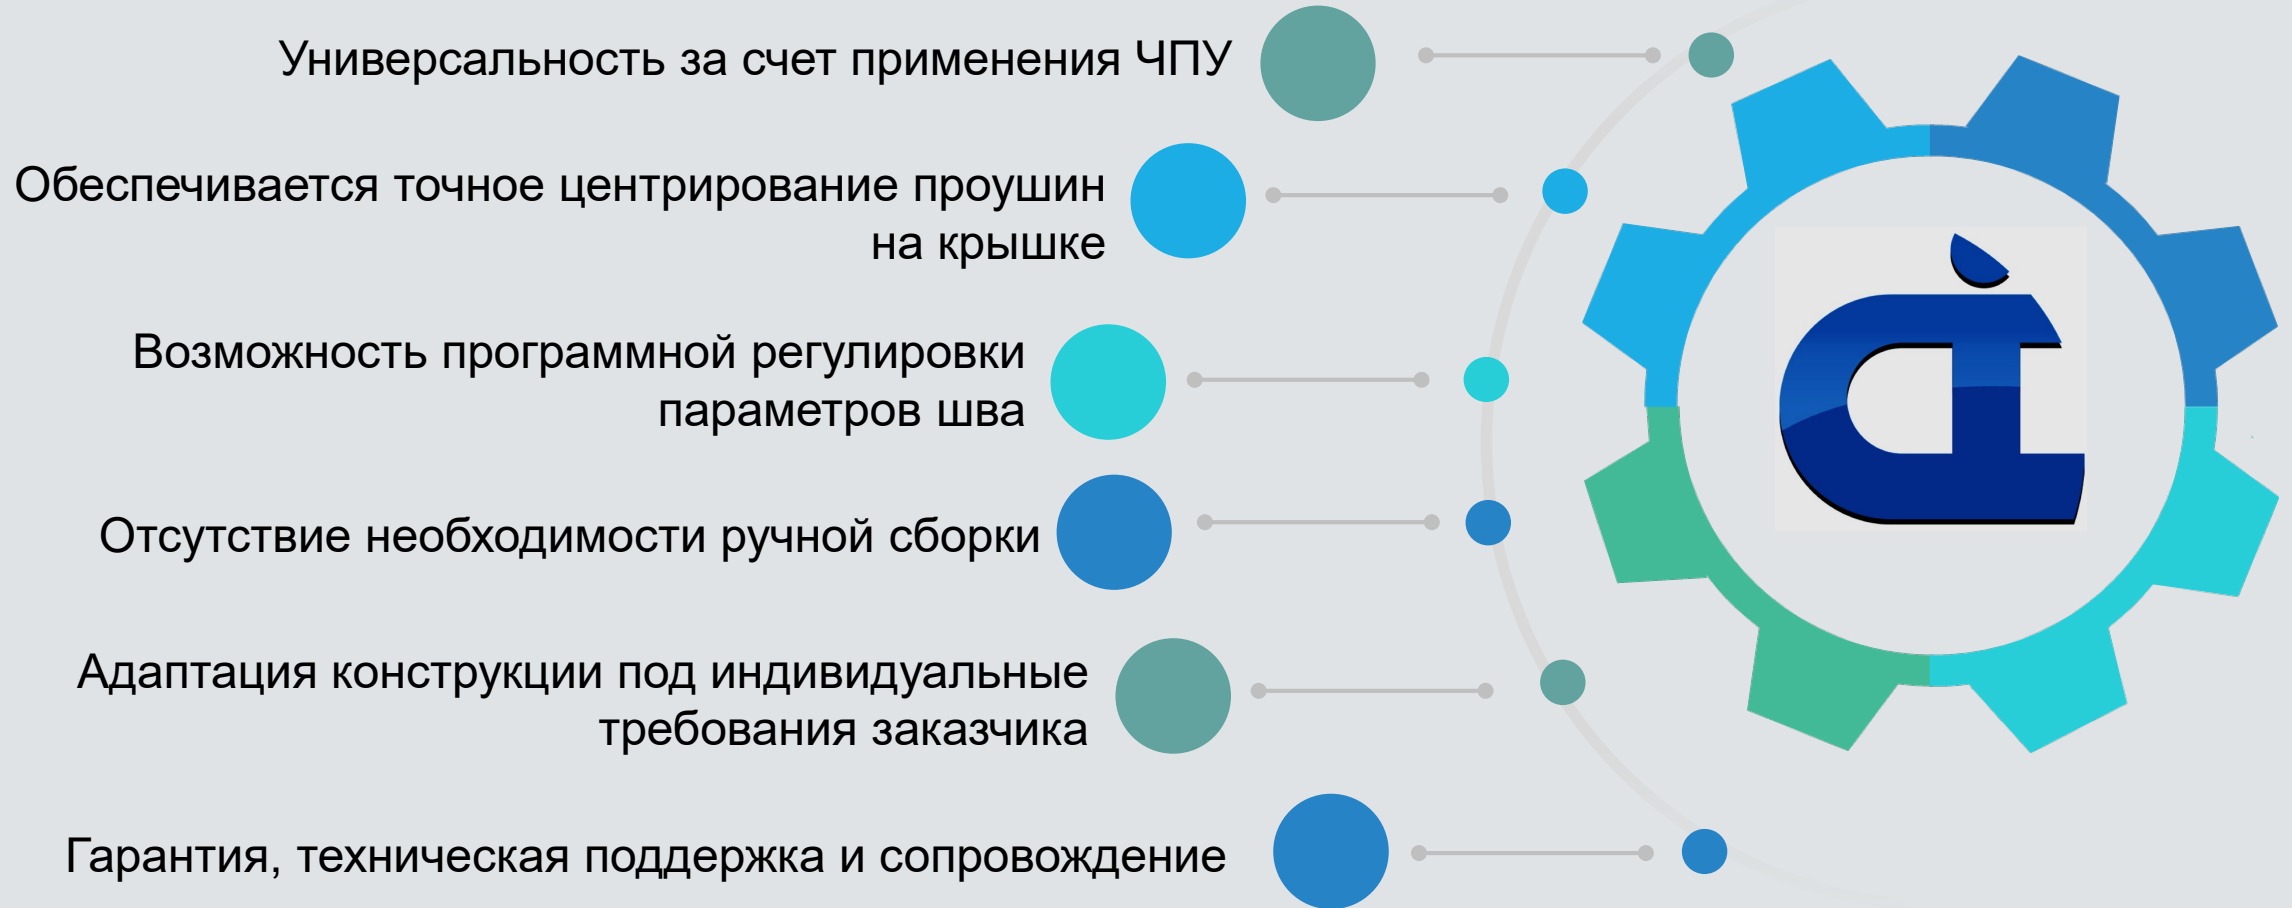 Универсальность за счет применения ЧПУ
Обеспечивается точное центрирование проушин
на крышке
Возможность программной регулировки
параметров шва
Отсутствие необходимости ручной сборки
Адаптация конструкции под индивидуальные
требования заказчика
Гарантия, техническая поддержка и сопровождение